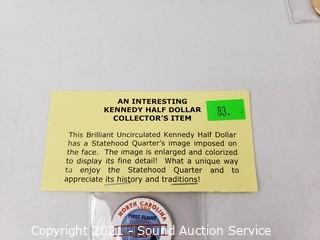 AN INTERESTING
KENNEDY HALF DOLLAR
COLLECTOR'S ITEM
83.
This Brilliant Uncirculated Kennedy Half Dollar
has a Statehood Quarter's image imposed on
the face. The image is enlarged and colorized
to display its fine detail! What a unique way
to enjoy the Statehood Quarter and to
appreciate its history and traditions!
NORTH CAROLINA
FIRST FLIGHT
Copyright 2021 - Sound Auction Service